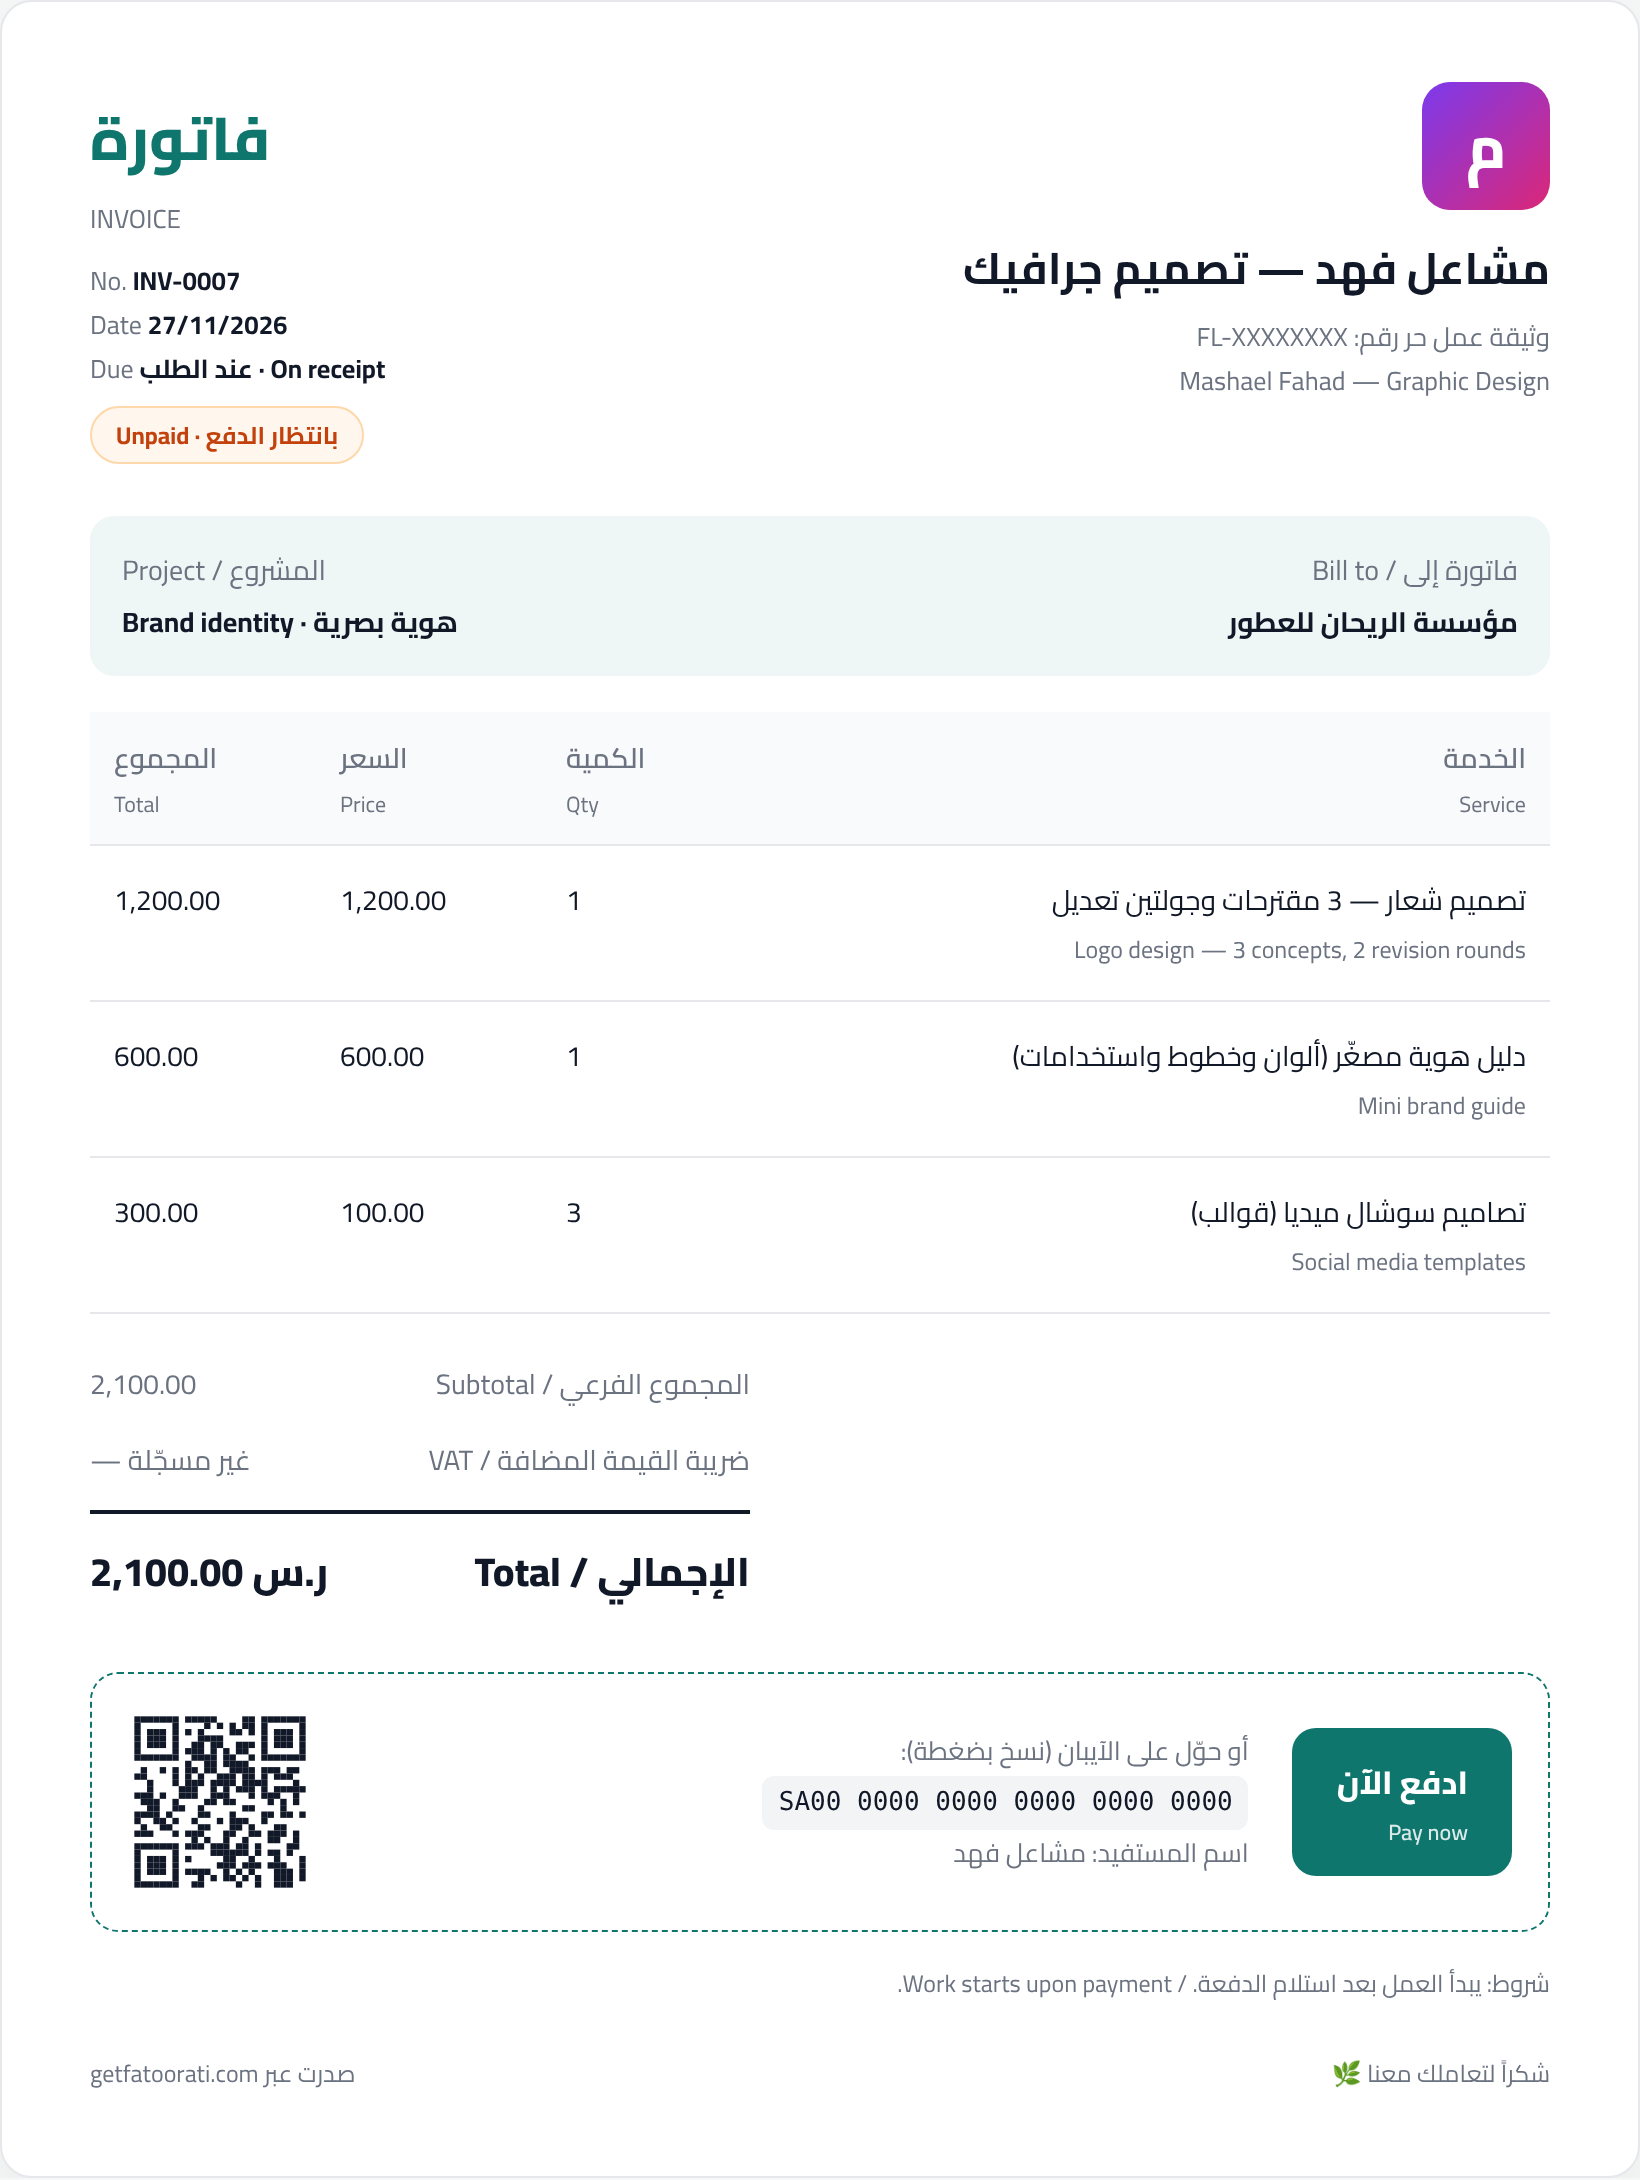 م
مشاعل فهد — تصميم جرافيك
وثيقة عمل حر رقم: FL-XXXXXXXX
Mashael Fahad — Graphic Design
فاتورة
INVOICE
No. INV-0007
Date 27/11/2026
Due عند الطلب · On receipt
بانتظار الدفع · Unpaid
فاتورة إلى / Bill to
مؤسسة الريحان للعطور
المشروع / Project
هوية بصرية · Brand identity
الخدمة الكمية السعر المجموع
Service Qty Price Total
تصميم شعار — 3 مقترحات وجولتين تعديل 1 1,200.00 1,200.00
Logo design — 3 concepts, 2 revision rounds
دليل هوية مصغّر (ألوان وخطوط واستخدامات) 1 600.00 600.00
Mini brand guide
تصاميم سوشال ميديا (قوالب) 3 100.00 300.00
Social media templates
المجموع الفرعي / Subtotal 2,100.00
ضريبة القيمة المضافة / VAT غير مسجّلة —
الإجمالي / Total 2,100.00 ر.س
ادفع الآن
Pay now
أو حوّل على الآيبان (نسخ بضغطة):
SA00 0000 0000 0000 0000 0000
اسم المستفيد: مشاعل فهد
شروط: يبدأ العمل بعد استلام الدفعة. / Work starts upon payment.
شكراً لتعاملك معنا 🌿
صدرت عبر getfatoorati.com